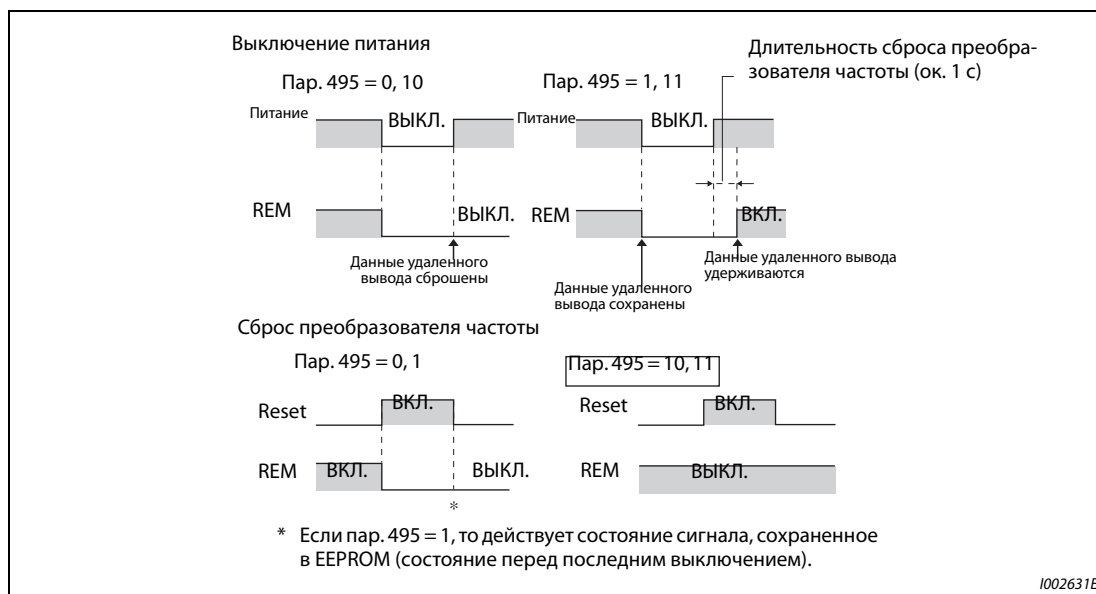 Выключение питания
Длительность сброса преобра-
зователя частоты (ок. 1 с)
Пар. 495 = 0, 10
Пар. 495 = 1, 11
Питание
ВЫКЛ.
Питание
ВЫКЛ.
REM
ВЫКЛ.
REM
ВКЛ.
Данные удаленного
вывода сброшены
Данные удаленного
вывода сохранены
Данные удаленного вывода
удерживаются
Сброс преобразователя частоты
Пар. 495 = 0, 1
Пар. 495 = 10, 11
Reset
ВКЛ.
Reset
ВКЛ.
REM
ВКЛ.
ВЫКЛ.
REM
ВЫКЛ.
*
* Если пар. 495 = 1, то действует состояние сигнала, сохраненное
в EEPROM (состояние перед последним выключением).
I002631E